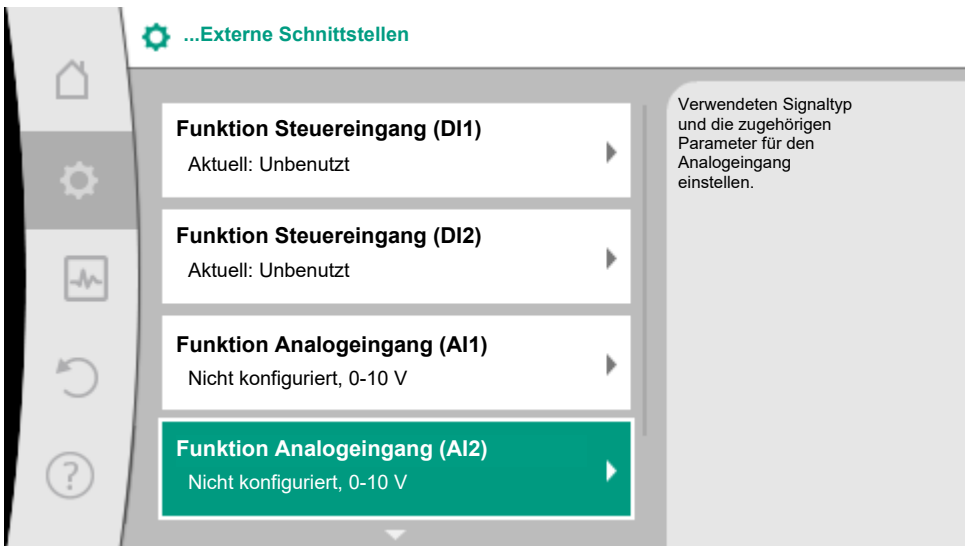 ...Externe Schnittstellen
Funktion Steuereingang (DI1)
Aktuell: Unbenutzt
Funktion Steuereingang (DI2)
Aktuell: Unbenutzt
Funktion Analogeingang (AI1)
Nicht konfiguriert, 0-10 V
Funktion Analogeingang (AI2)
Nicht konfiguriert, 0-10 V
Verwendeten Signaltyp
und die zugehörigen
Parameter für den
Analogeingang
einstellen.
?